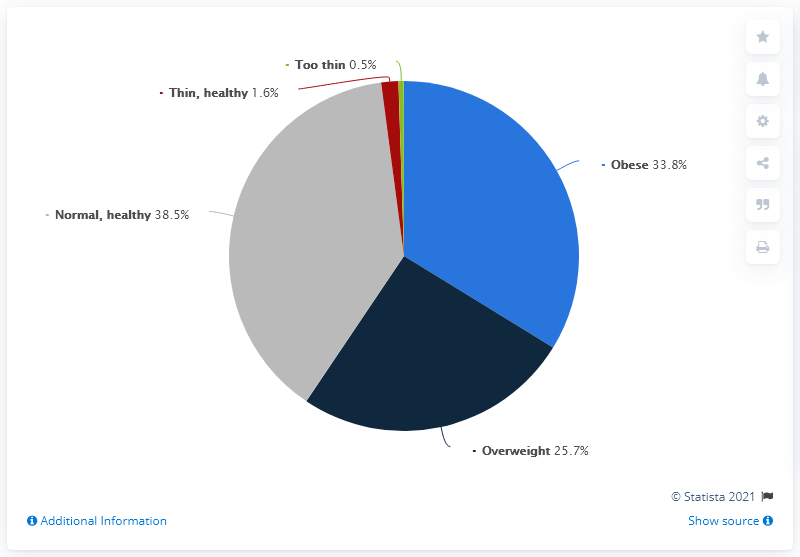 Too thin 0.5%
Thin, healthy 1.6%
Obese 33.8%
Normal, healthy 38.5%
Overweight 25.7%
© Statista 2021
Additional Information
Show source